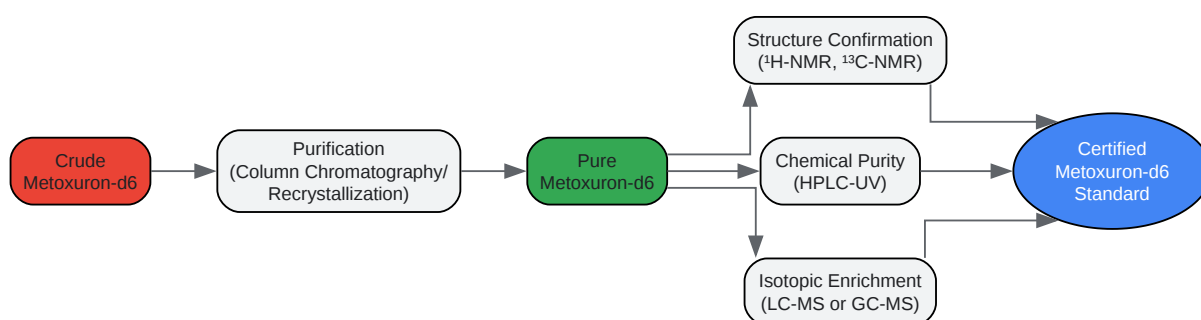 Structure Confirmation
(¹H-NMR, ¹³C-NMR)
Crude
Metoxuron-d6
Purification
(Column Chromatography/
Recrystallization)
Pure
Metoxuron-d6
Chemical Purity
(HPLC-UV)
Certified
Metoxuron-d6
Standard
Isotopic Enrichment
(LC-MS or GC-MS)